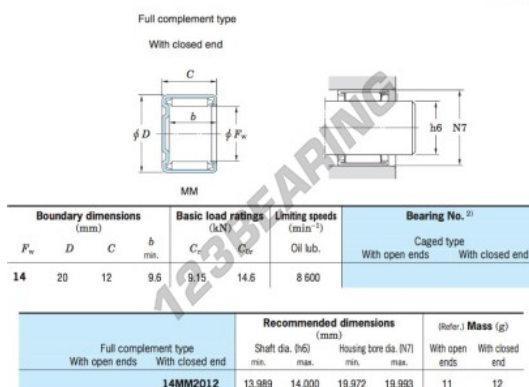 Full complement type
With closed end
C
b
φ D
φ Fw
h6 N7
MM
123BEARING
Boundary dimensions Basic load ratings Limiting speeds Bearing No. 2)
(mm) (kN) (min⁻¹)
Fw D C b min. Cr C0r Oil lub. Caged type
With open ends With closed end
14 20 12 9.6 9.15 14.6 8 600
Recommended dimensions (Refer.) Mass (g)
(mm)
Full complement type Shaft dia. (h6) Housing bore dia. (N7) With open ends With closed end
With open ends With closed end min. max. min. max.
14MM2012 13.989 14.000 19.972 19.993 11 12